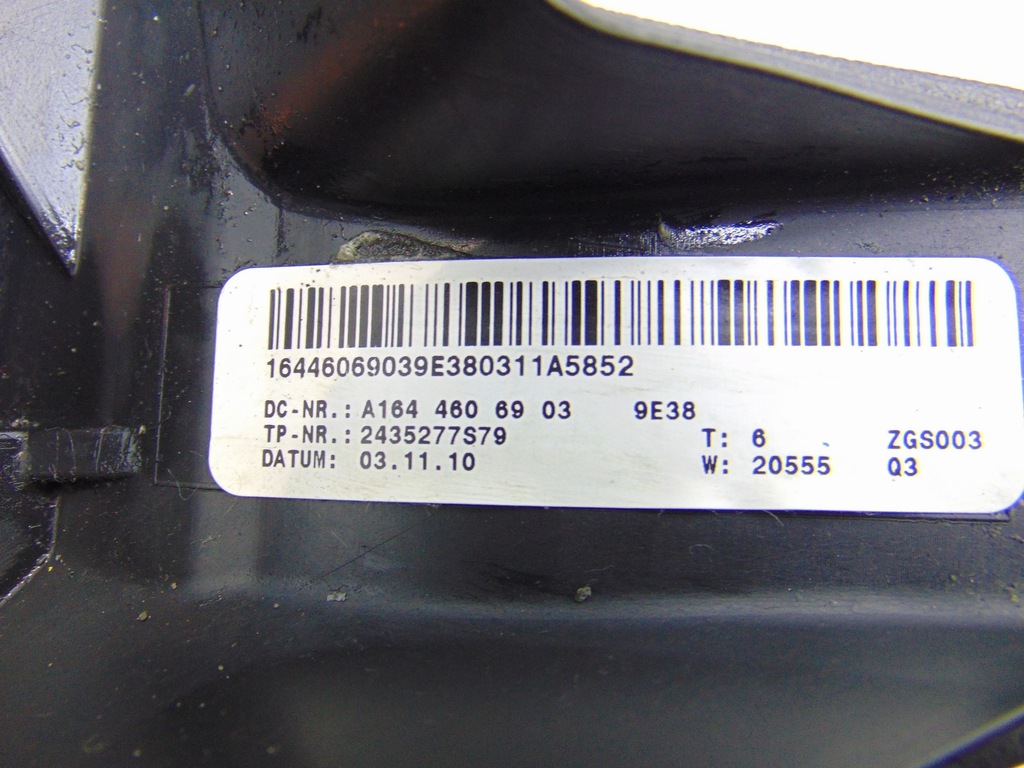 16446069039E380311A5852
DC-NR.: A164 460 69 03 9E38
TP-NR.: 2435277S79 T: 6 ZGS003
DATUM: 03.11.10 W: 20555 Q3